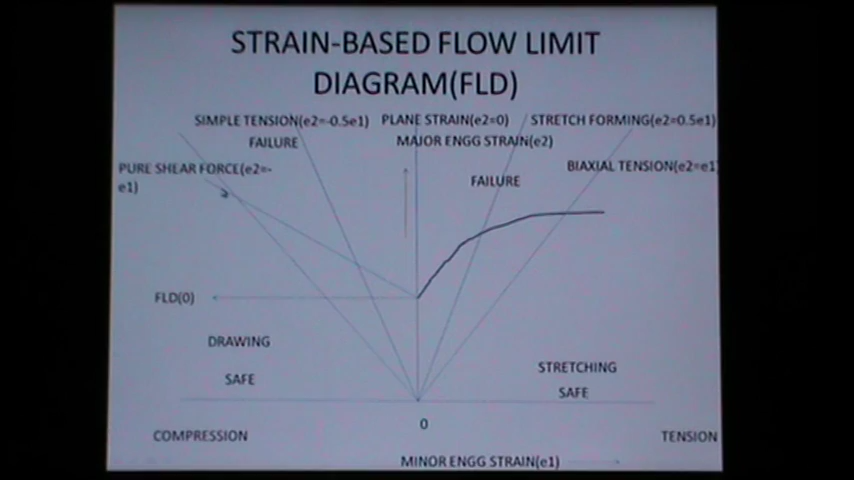 STRAIN-BASED FLOW LIMIT
DIAGRAM(FLD)
SIMPLE TENSION(e2=-0.5e1)
PLANE STRAIN(e2=0)
STRETCH FORMING(e2=0.5e1)
FAILURE
MAJOR ENGG STRAIN(e2)
PURE SHEAR FORCE(e2=-
e1)
BIAXIAL TENSION(e2=e1
FAILURE
FLD(0)
DRAWING
SAFE
STRETCHING
SAFE
0
COMPRESSION
TENSION
MINOR ENGG STRAIN(e1)